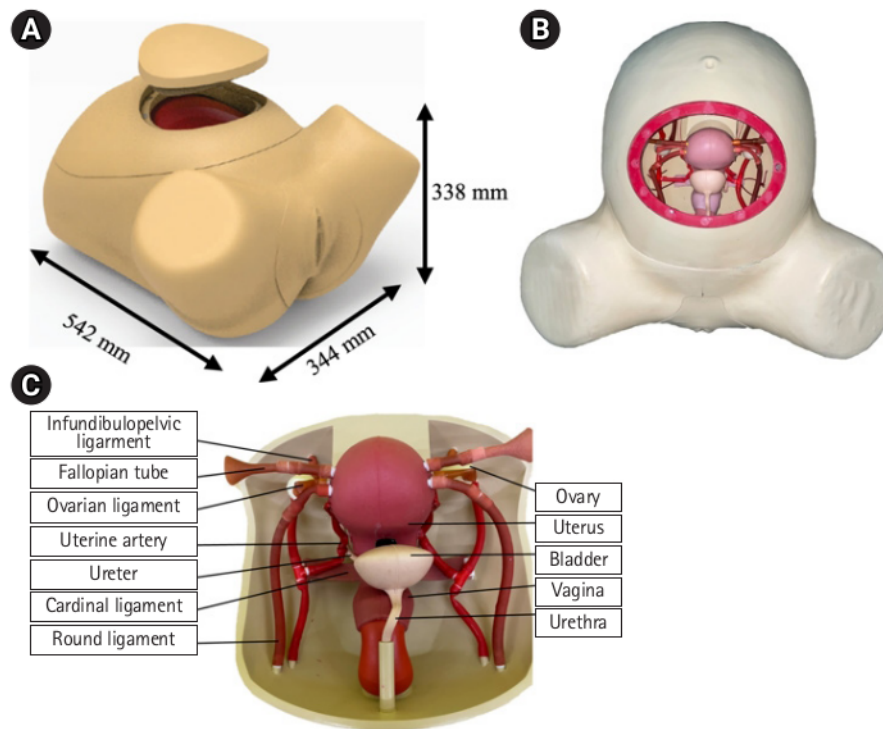 A
338 mm
542 mm
344 mm
B
C
Infundibulopelvic
ligarment
Fallopian tube
Ovarian ligament
Uterine artery
Ureter
Cardinal ligament
Round ligament
Ovary
Uterus
Bladder
Vagina
Urethra